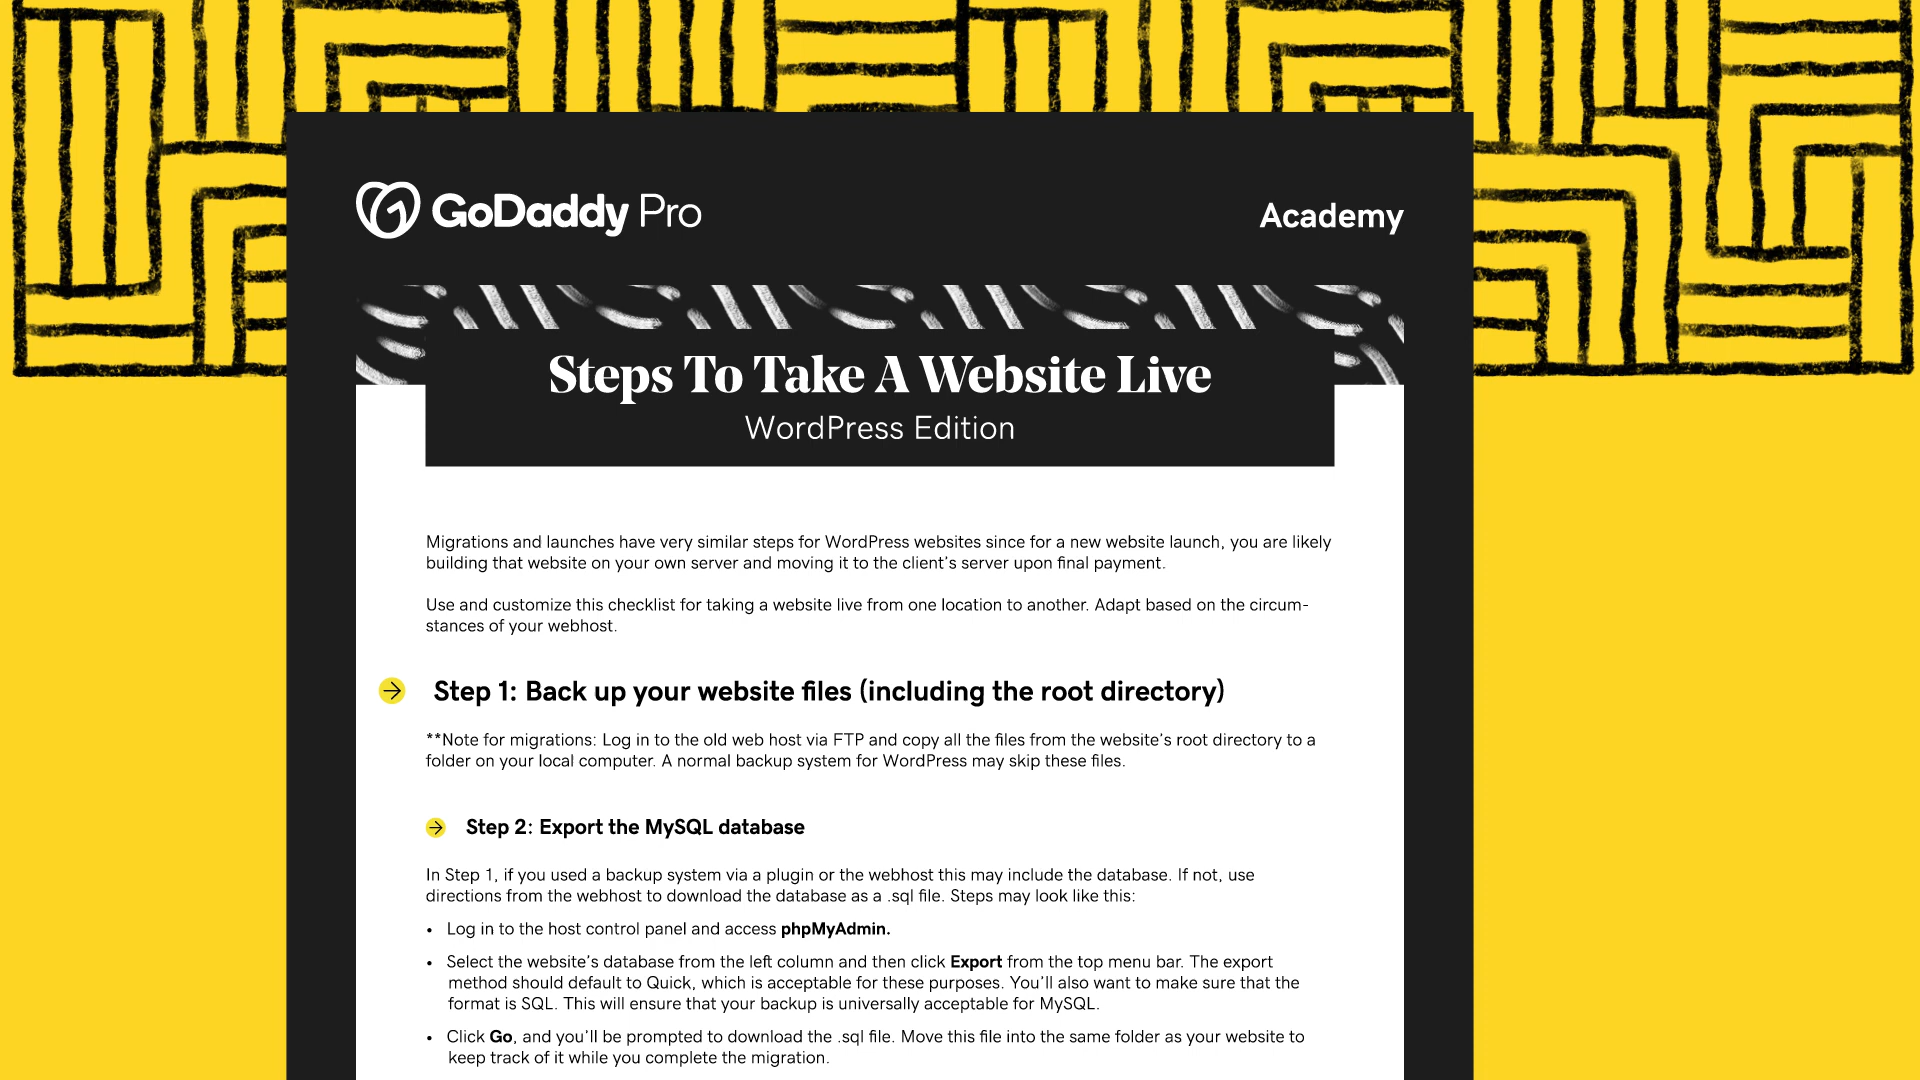 GoDaddy Pro
Academy
Steps To Take A Website Live
WordPress Edition
Migrations and launches have very similar steps for WordPress websites since for a new website launch, you are likely
building that website on your own server and moving it to the client’s server upon final payment.
Use and customize this checklist for taking a website live from one location to another. Adapt based on the circum-
stances of your webhost.
Step 1: Back up your website files (including the root directory)
**Note for migrations: Log in to the old web host via FTP and copy all the files from the website’s root directory to a
folder on your local computer. A normal backup system for WordPress may skip these files.
Step 2: Export the MySQL database
In Step 1, if you used a backup system via a plugin or the webhost this may include the database. If not, use
directions from the webhost to download the database as a .sql file. Steps may look like this:
• Log in to the host control panel and access phpMyAdmin.
• Select the website’s database from the left column and then click Export from the top menu bar. The export
method should default to Quick, which is acceptable for these purposes. You’ll also want to make sure that the
format is SQL. This will ensure that your backup is universally acceptable for MySQL.
• Click Go, and you’ll be prompted to download the .sql file. Move this file into the same folder as your website to
keep track of it while you complete the migration.